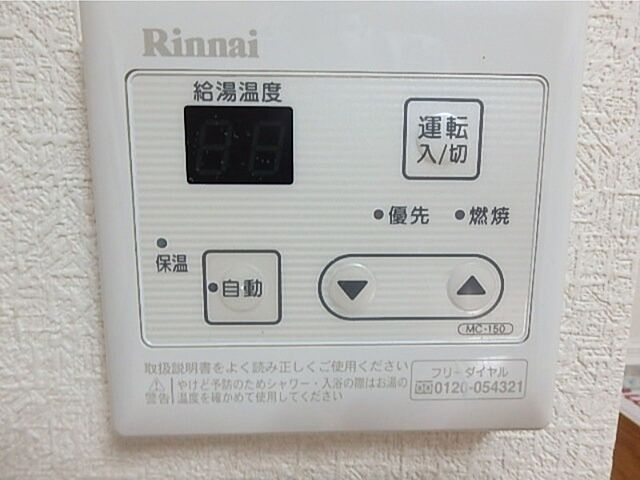 Rinnai
給湯温度
運転
入/切
優先
燃焼
保温
自動
MC-150
取扱説明書をよく読み正しくご使用ください
警告
やけど予防のためシャワー・入浴の際はお湯の
温度を確かめて使用してください
フリーダイヤル
0120-054321